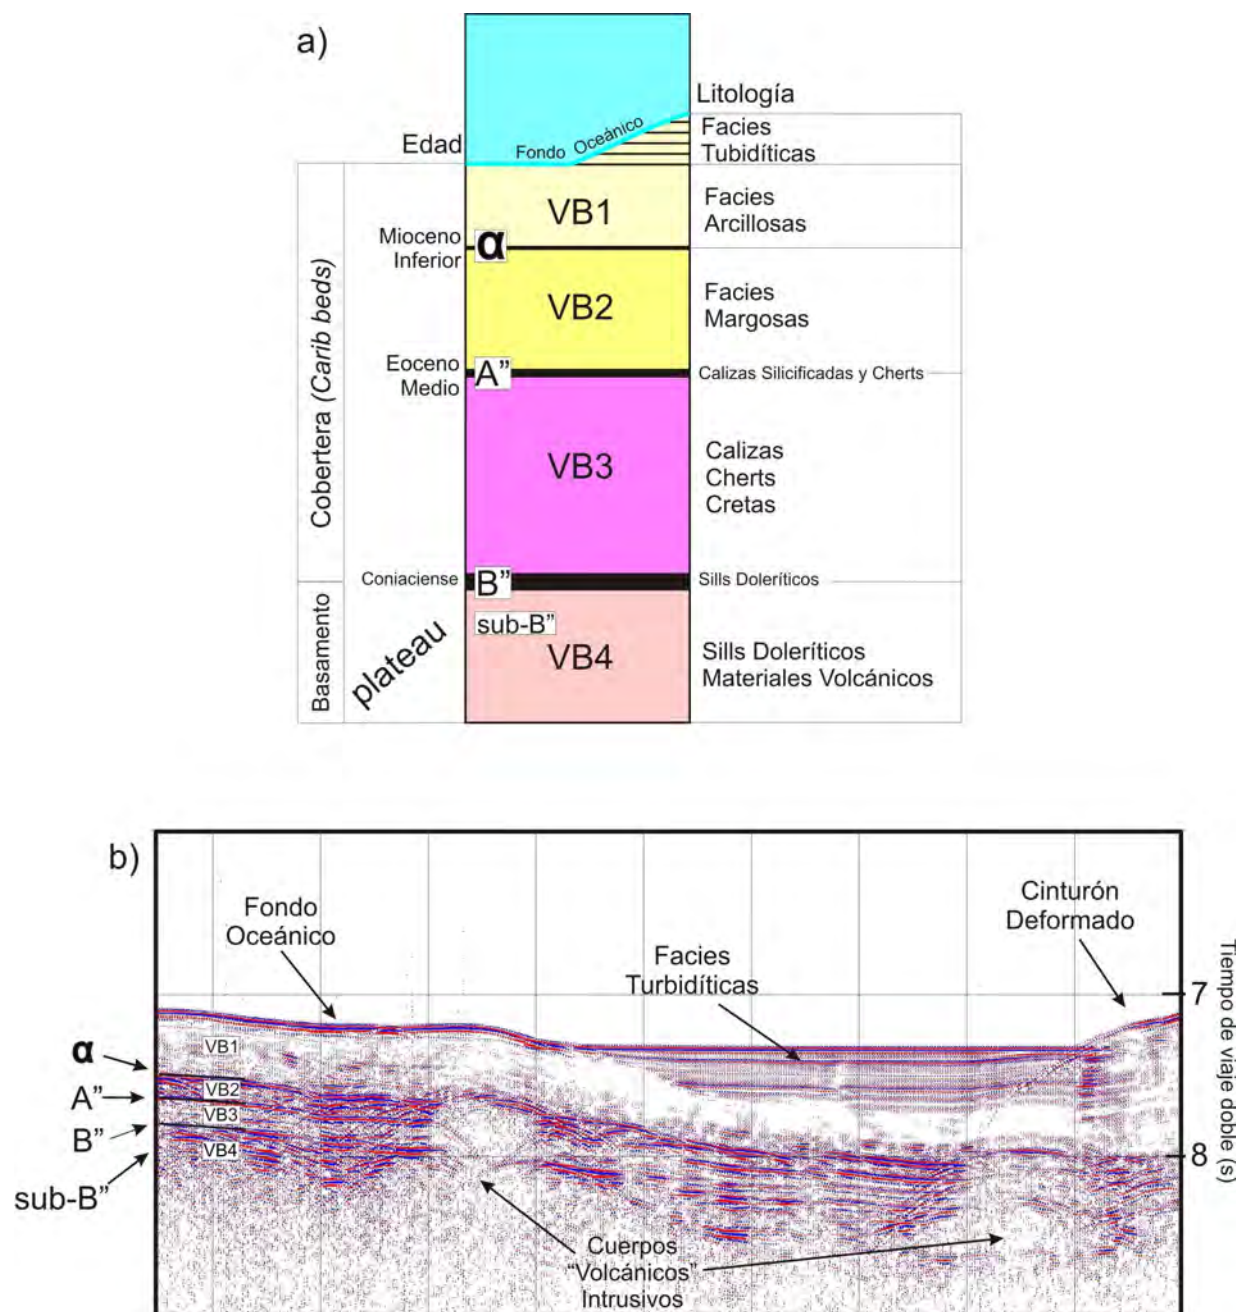 a)
Litología
Fondo Oceánico
Facies
Tubidíticas
Edad
VB1
Facies
Arcillosas
Mioceno
Inferior
α
Cobertera (Carib beds)
VB2
Facies
Margosas
Eoceno
Medio
A”
Calizas Silicificadas y Cherts
VB3
Calizas
Cherts
Cretas
Coniaciense
B”
Sills Doleríticos
Basamento
plateau
sub-B”
VB4
Sills Doleríticos
Materiales Volcánicos
b)
Fondo
Oceánico
Facies
Turbidíticas
Cinturón
Deformado
Tiempo de viaje doble (s)
7
8
α
A”
B”
sub-B”
VB1
VB2
VB3
VB4
Cuerpos
“Volcánicos”
Intrusivos